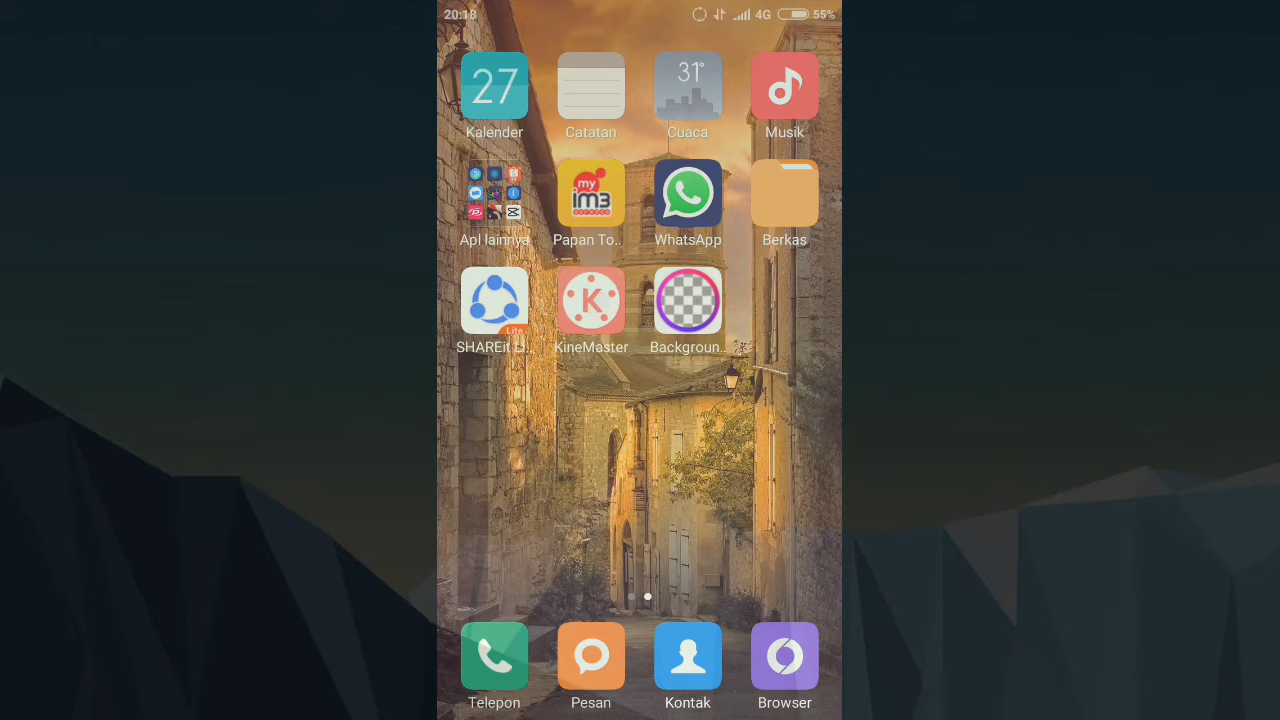 20:18
4G 55%
27
31°
Kalender Catatan Cuaca Musik
my
im3
ooredoo
Apl lainnya Papan To.. WhatsApp Berkas
K
Lite
SHAREit Li.. KineMaster Backgroun..
Telepon Pesan Kontak Browser